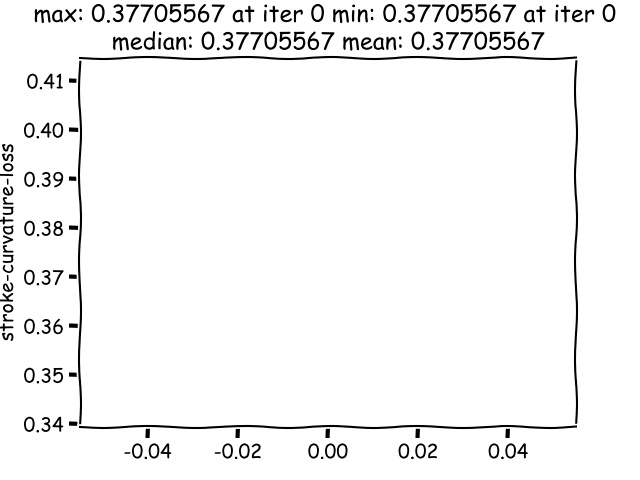 max: 0.37705567 at iter 0 min: 0.37705567 at iter 0
median: 0.37705567 mean: 0.37705567
stroke-curvature-loss
0.41
0.40
0.39
0.38
0.37
0.36
0.35
0.34
-0.04 -0.02 0.00 0.02 0.04